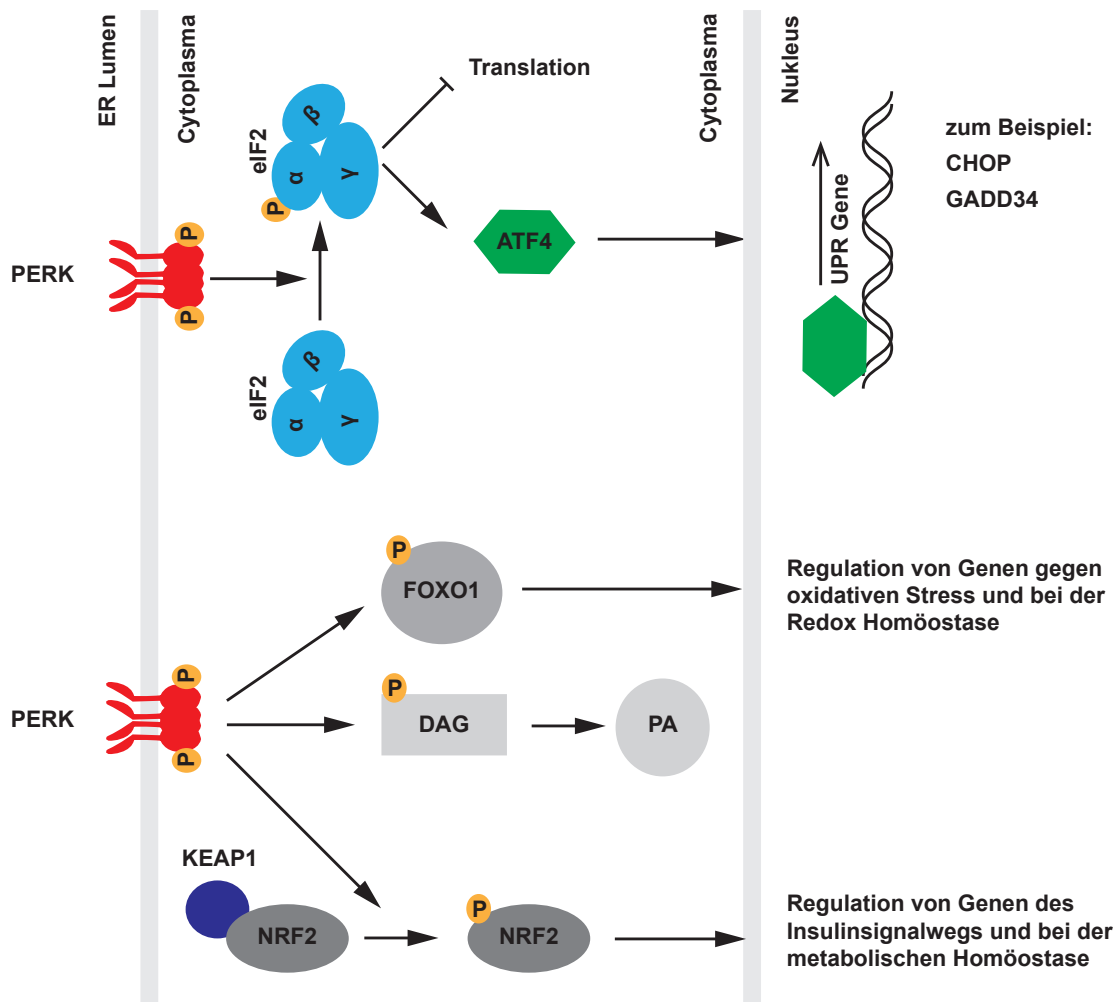 ER Lumen
Cytoplasma
Cytoplasma
Nukleus
Translation
eIF2
β
α
γ
P
ATF4
UPR Gene
zum Beispiel:
CHOP
GADD34
PERK
P
P
eIF2
β
α
γ
P
FOXO1
Regulation von Genen gegen
oxidativen Stress und bei der
Redox Homöostase
PERK
P
P
P
DAG
PA
KEAP1
NRF2
P
NRF2
Regulation von Genen des
Insulinsignalwegs und bei der
metabolischen Homöostase